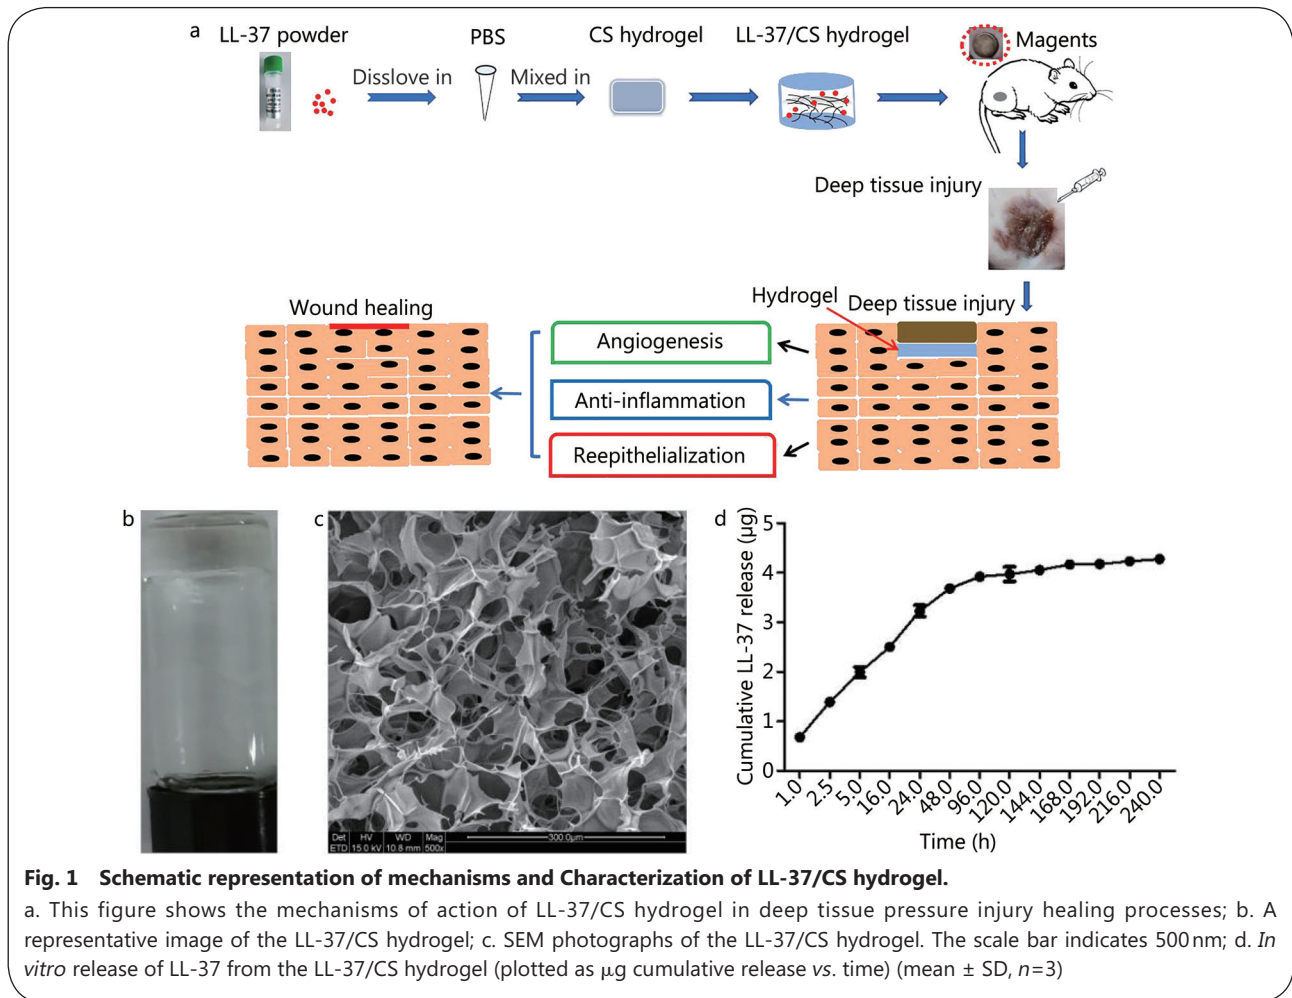 a
LL-37 powder
PBS
CS hydrogel
LL-37/CS hydrogel
Magents
Disslove in
Mixed in
Deep tissue injury
Wound healing
Hydrogel
Deep tissue injury
Angiogenesis
Anti-inflammation
Reepithelialization
b
c
Det HV WD Mag
ETD 15.0 kV 10.8 mm 500x
300.0µm
d
Cumulative LL-37 release (µg)
5
4
3
2
1
0
1.0 2.5 5.0 16.0 24.0 48.0 96.0 120.0 144.0 168.0 192.0 216.0 240.0
Time (h)
Fig. 1 Schematic representation of mechanisms and Characterization of LL-37/CS hydrogel.
a. This figure shows the mechanisms of action of LL-37/CS hydrogel in deep tissue pressure injury healing processes; b. A
representative image of the LL-37/CS hydrogel; c. SEM photographs of the LL-37/CS hydrogel. The scale bar indicates 500nm; d. In
vitro release of LL-37 from the LL-37/CS hydrogel (plotted as µg cumulative release vs. time) (mean ± SD, n=3)